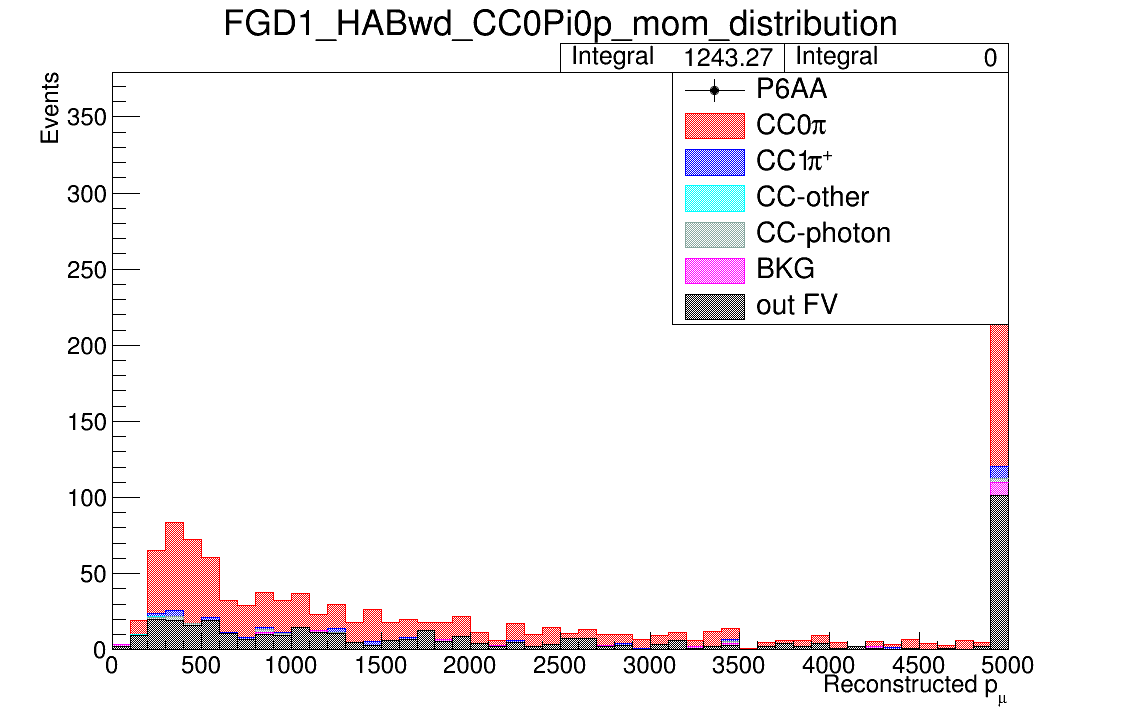 FGD1_HABwd_CC0Pi0p_mom_distribution
Integral 1243.27 Integral 0
Events
P6AA
CC0π
CC1π⁺
CC-other
CC-photon
BKG
out FV
350
300
250
200
150
100
50
0
0 500 1000 1500 2000 2500 3000 3500 4000 4500 5000
Reconstructed pμ